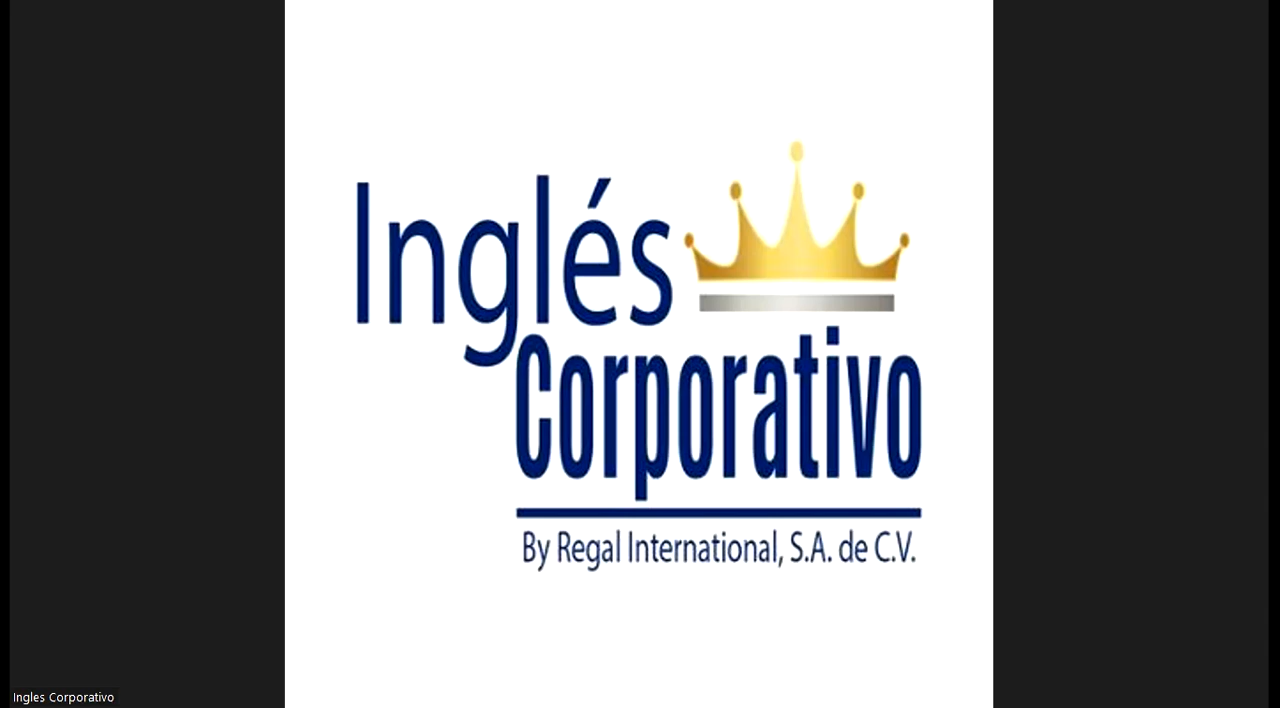 Inglés
Corporativo
By Regal International, S.A. de C.V.
Ingles Corporativo